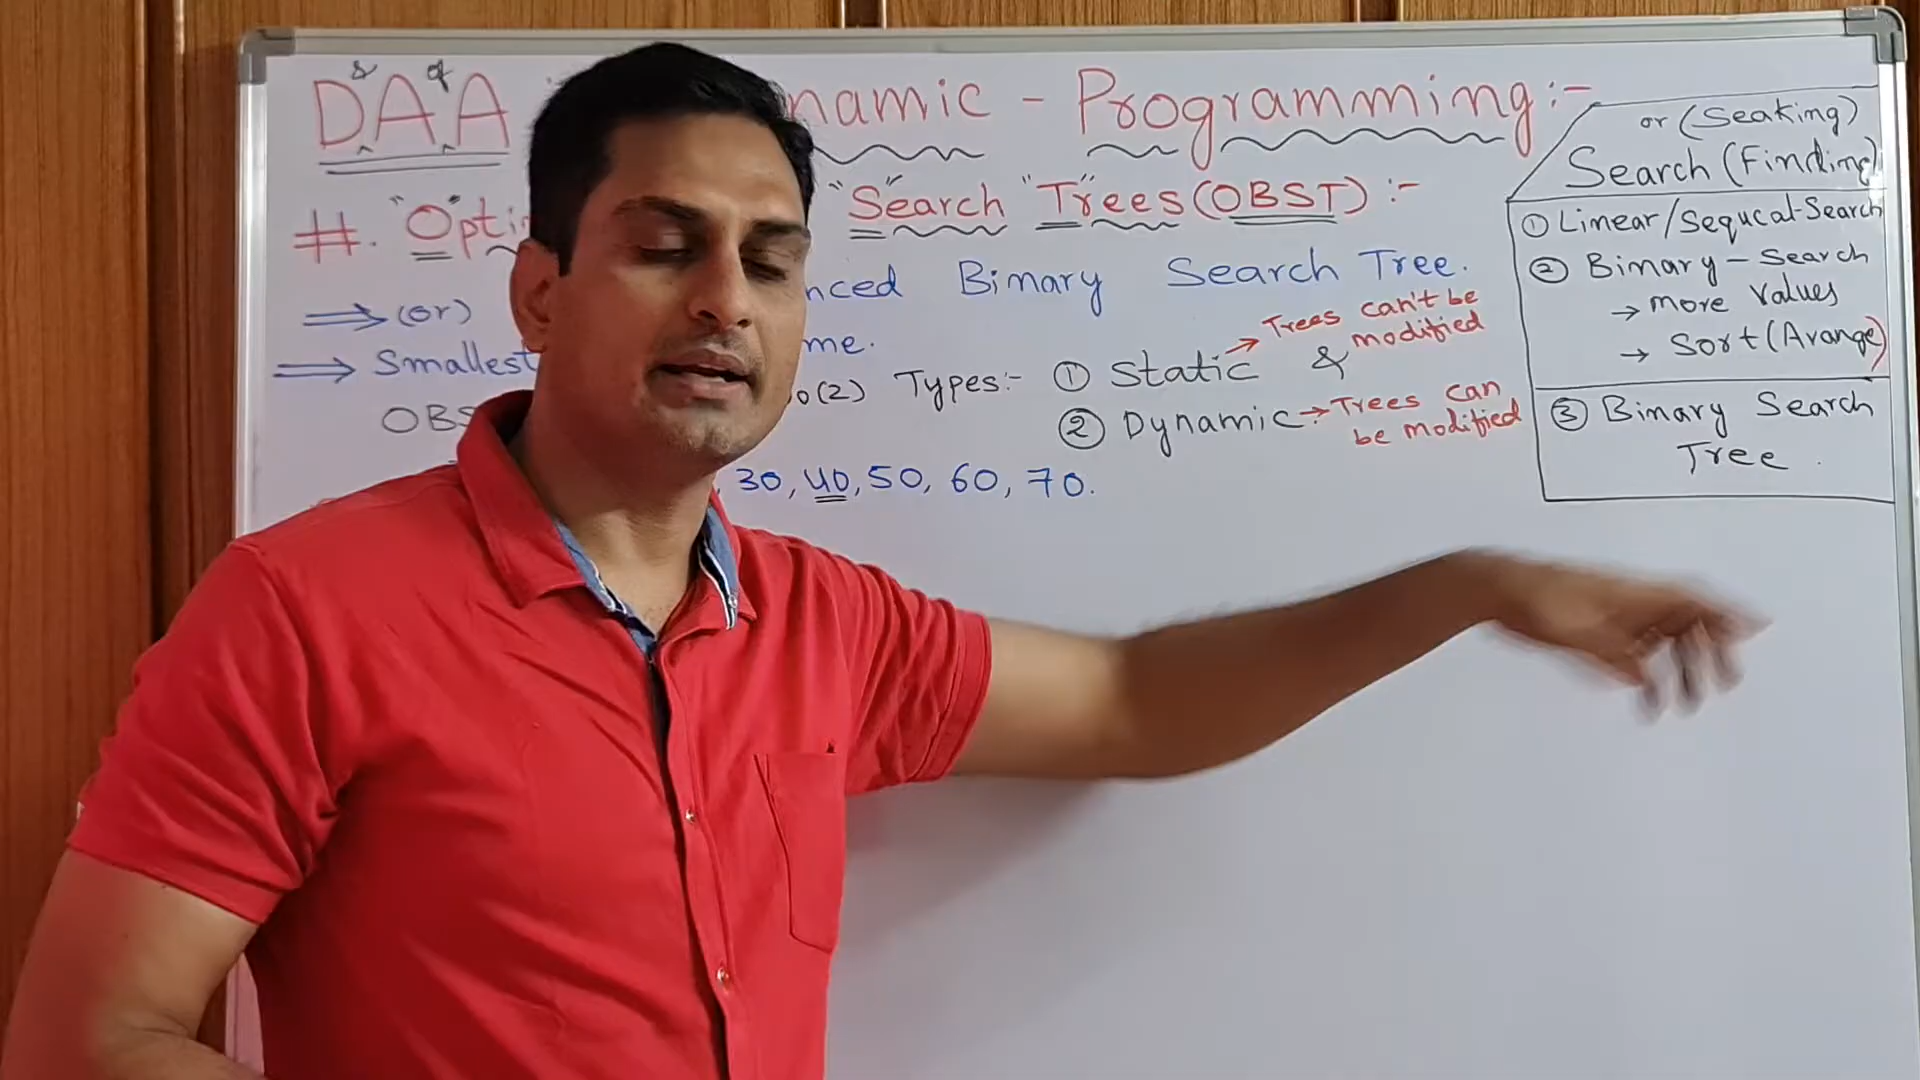 D&AofA :- namic - Programming:-
#. "Opti "Search "Trees(OBST) :-
⟹ (or) nced Binary Search Tree.
⟹ Smallest me.
OBS o(2) Types:- ① Static → Trees can't be modified &
② Dynamic → Trees can be modified
30, 40, 50, 60, 70.
or (Seaking)
Search (Finding)
① Linear/Sequcal-Search
② Binary - Search
→ more values
→ Sort (Arange)
③ Binary Search
Tree